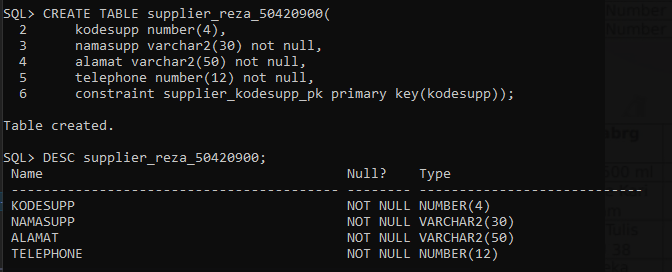 SQL> CREATE TABLE supplier_reza_50420900(
2 kodesupp number(4),
3 namasupp varchar2(30) not null,
4 alamat varchar2(50) not null,
5 telephone number(12) not null,
6 constraint supplier_kodesupp_pk primary key(kodesupp));
Table created.
SQL> DESC supplier_reza_50420900;
Name Null? Type
----------------------------------------- -------- ----------------------------
KODESUPP NOT NULL NUMBER(4)
NAMASUPP NOT NULL VARCHAR2(30)
ALAMAT NOT NULL VARCHAR2(50)
TELEPHONE NOT NULL NUMBER(12)